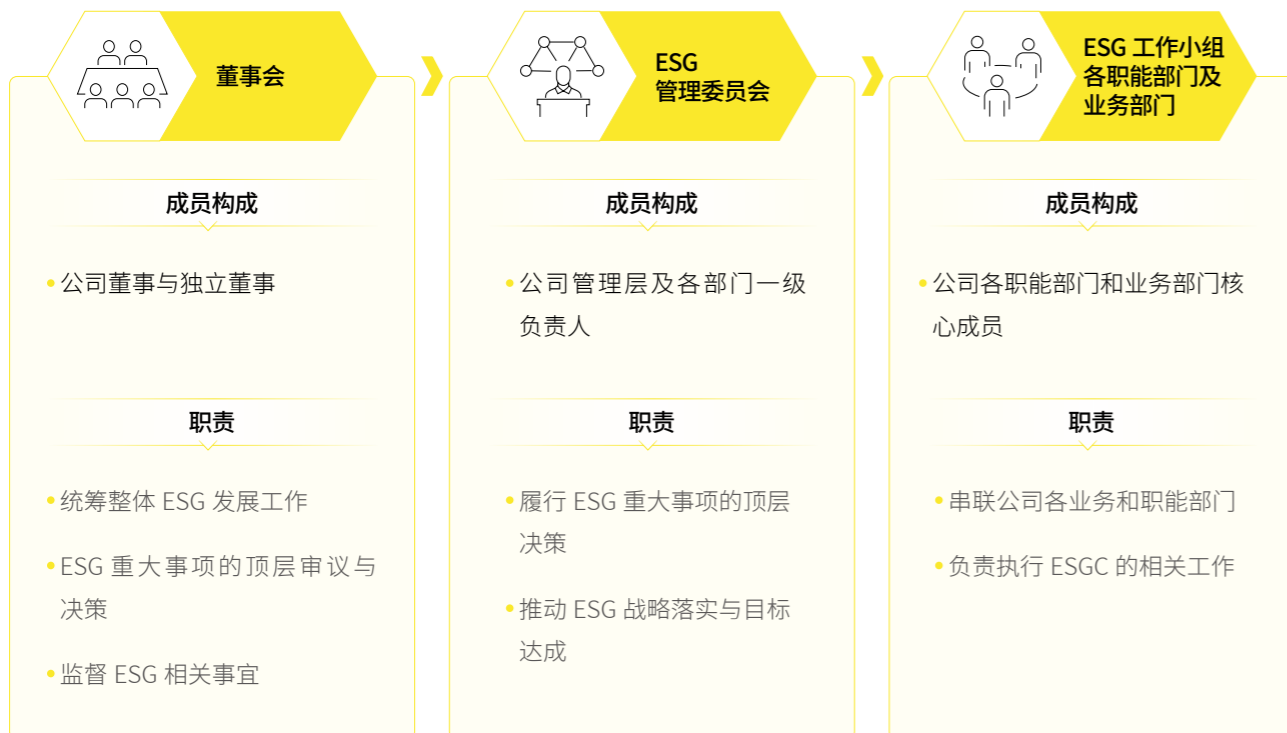 董事会
成员构成
公司董事与独立董事
职责
统筹整体 ESG 发展工作
ESG 重大事项的顶层审议与
决策
监督 ESG 相关事宜
ESG
管理委员会
成员构成
公司管理层及各部门一级
负责人
职责
履行 ESG 重大事项的顶层
决策
推动 ESG 战略落实与目标
达成
ESG 工作小组
各职能部门及
业务部门
成员构成
公司各职能部门和业务部门核
心成员
职责
串联公司各业务和职能部门
负责执行 ESGC 的相关工作